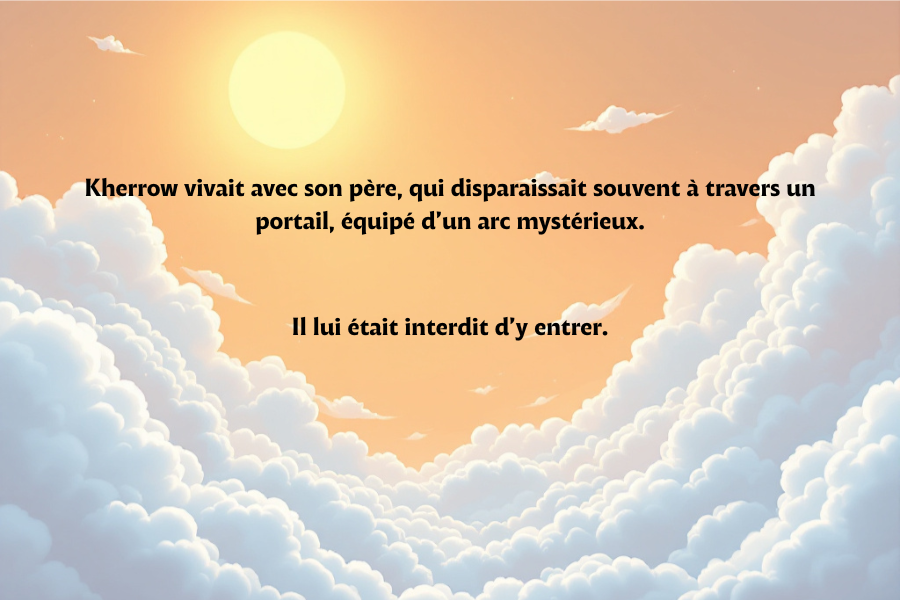 Kherrow vivait avec son père, qui disparaissait souvent à travers un
portail, équipé d’un arc mystérieux.
Il lui était interdit d’y entrer.